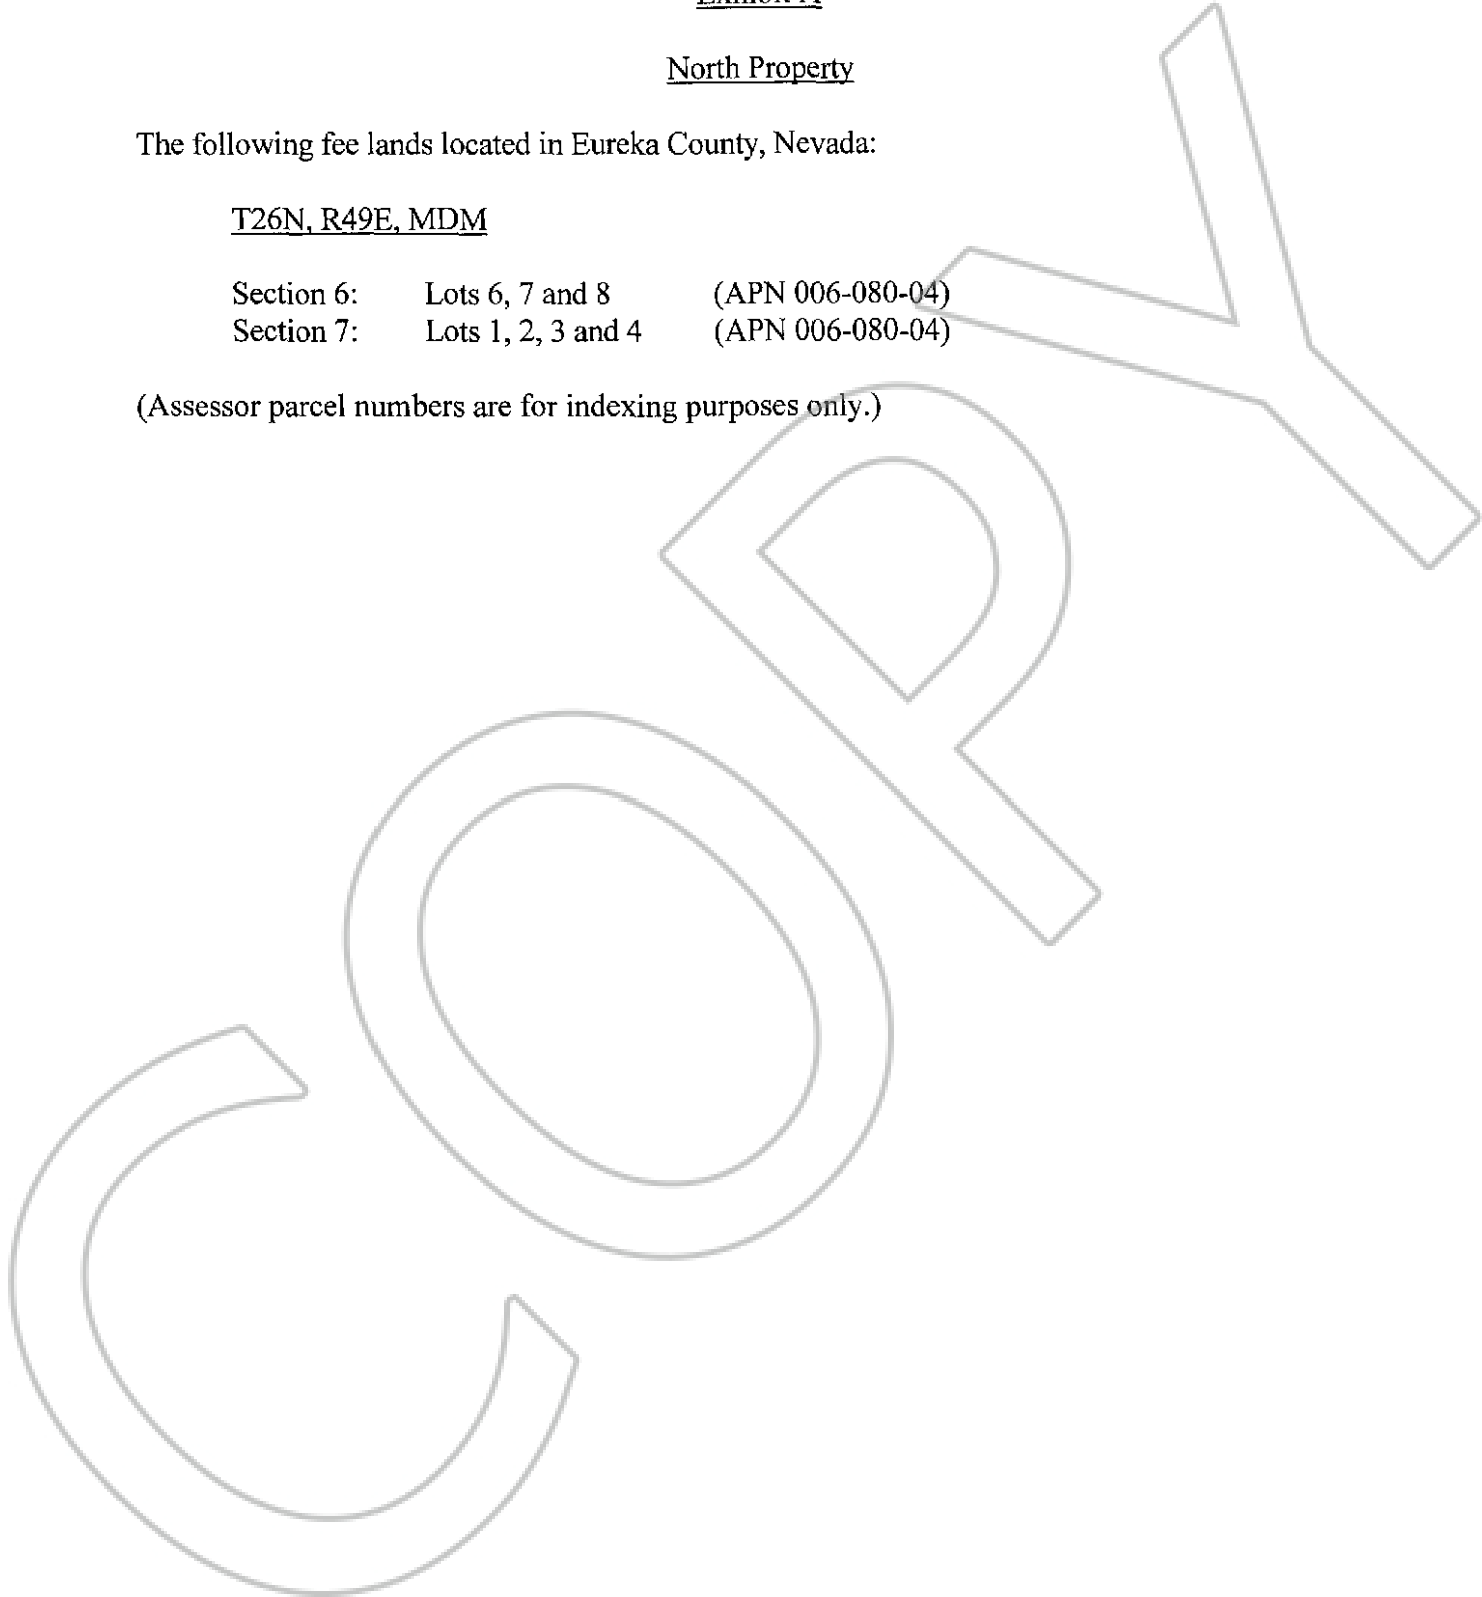 Exhibit A
North Property
The following fee lands located in Eureka County, Nevada:
T26N, R49E, MDM
Section 6: Lots 6, 7 and 8 (APN 006-080-04)
Section 7: Lots 1, 2, 3 and 4 (APN 006-080-04)
(Assessor parcel numbers are for indexing purposes only.)
COPY